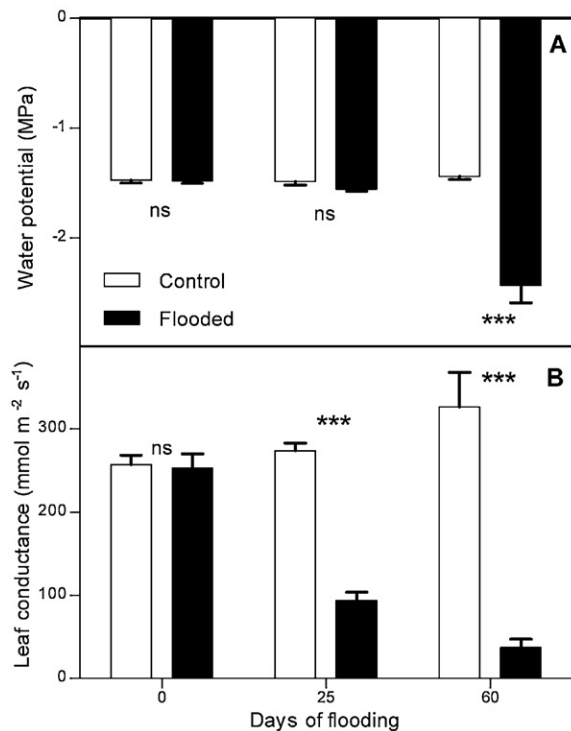 0
A
-1
ns
ns
-2
Water potential (MPa)
Control
Flooded
***
B
***
***
300
ns
200
100
0
Leaf conductance (mmol m⁻² s⁻¹)
0
25
60
Days of flooding